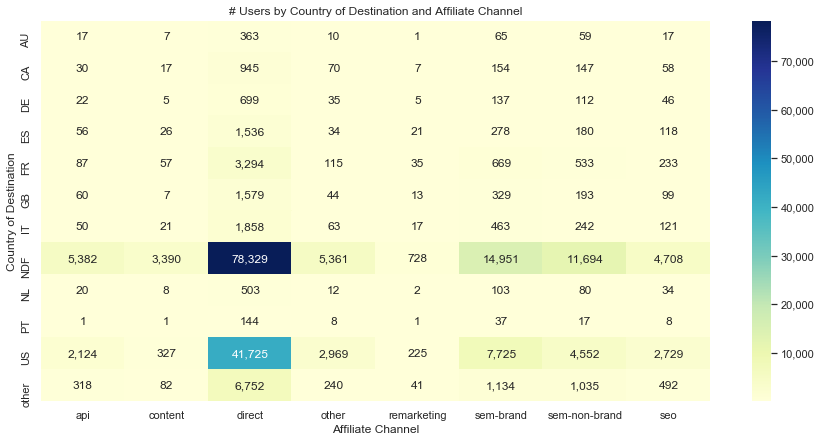 # Users by Country of Destination and Affiliate Channel
AU 17 7 363 10 1 65 59 17
CA 30 17 945 70 7 154 147 58
DE 22 5 699 35 5 137 112 46
ES 56 26 1,536 34 21 278 180 118
FR 87 57 3,294 115 35 669 533 233
GB 60 7 1,579 44 13 329 193 99
IT 50 21 1,858 63 17 463 242 121
NDF 5,382 3,390 78,329 5,361 728 14,951 11,694 4,708
NL 20 8 503 12 2 103 80 34
PT 1 1 144 8 1 37 17 8
US 2,124 327 41,725 2,969 225 7,725 4,552 2,729
other 318 82 6,752 240 41 1,134 1,035 492
api content direct other remarketing sem-brand sem-non-brand seo
Affiliate Channel
Country of Destination
70,000
60,000
50,000
40,000
30,000
20,000
10,000